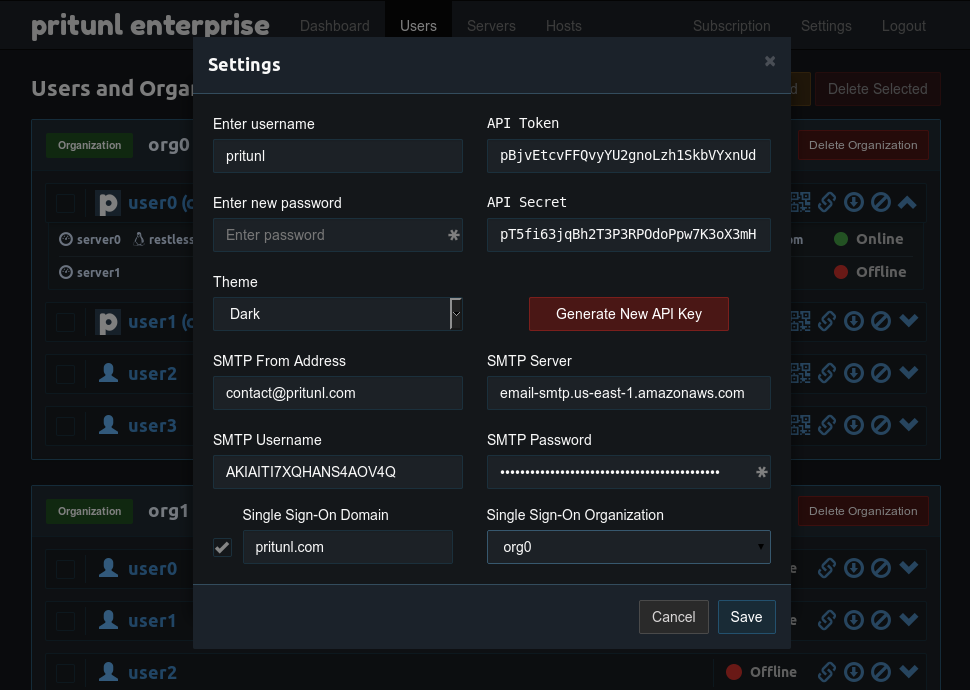 pritunl enterprise Dashboard Users Servers Hosts Subscription Settings Logout
Settings
Users and Orga
d Delete Selected
Enter username API Token
Organization org0 pritunl pBjvEtcvFFQvyYU2gnoLzh1SkbVYxnUd Delete Organization
Enter new password API Secret
user0 (
server0 restless Enter password pT5fi63jqBh2T3P3RPOdoPpw7K3oX3mH om Online
server1 Offline
Theme
Dark Generate New API Key
user1 (
SMTP From Address SMTP Server
user2 contact@pritunl.com email-smtp.us-east-1.amazonaws.com
user3
SMTP Username SMTP Password
AKIAITI7XQHANS4AOV4Q
Single Sign-On Domain Single Sign-On Organization
Organization org1 Delete Organization
pritunl.com org0
user0 e
Cancel Save
user1 e
user2 Offline